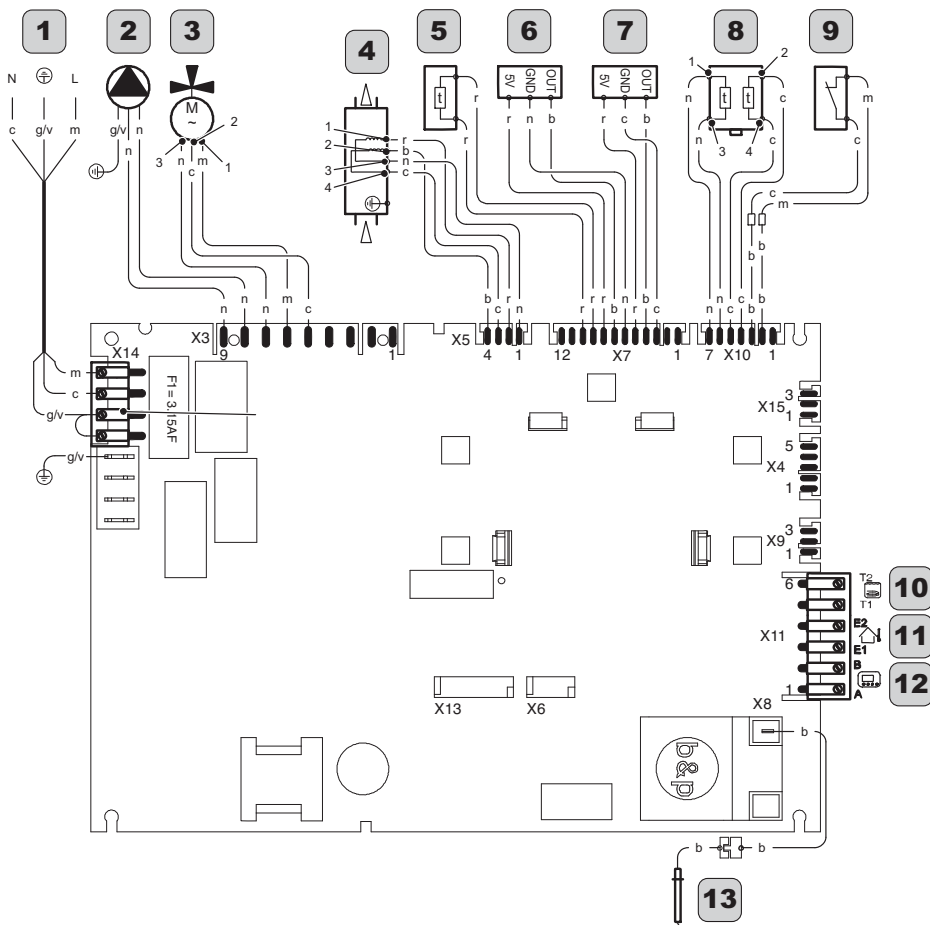 1 2 3 4 5 6 7 8 9
N L
c g/v m
g/v n n
M
~
3 n c m 1 2
1 r
2 b
3 n
4 c
t r r
5V GND OUT
r n b
5V GND OUT
r c b
1 2
n t t c
n 3 4 c
m
c
c
m
b b
n n n m c
b c r n
r r r b n r b c
n n c c b b
X3 9 1
X5 4 1
12 X7 1
7 X10 1
X14
m
c
g/v
g/v
F1 = 3.15AF
3
X15
1
5
X4
1
3
X9
1
6 T2 10
T1
X11 E2 11
E1
B 12
1 A
X13 X6 X8
b
d&d
b b
13